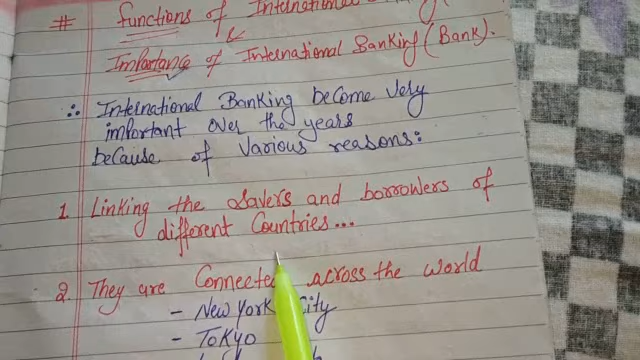 # Functions of International
&
Importance of International Banking (Bank).
∴ International Banking become very
important over the years
because of various reasons:
1. Linking the savers and borrowers of
different Countries...
2. They are Connected across the world
- New York City
- Tokyo